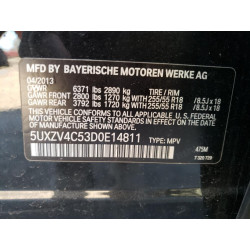 MFD BY BAYERISCHE MOTOREN WERKE AG
04/2013
GVWR 6371 lbs 2890 kg TIRE / RIM
GAWR FRONT 2800 lbs 1270 kg WITH 255/55 R18 /8.5J x 18
GAWR REAR 3792 lbs 1720 kg WITH 255/55 R18 /8.5J x 18
THIS VEHICLE CONFORMS TO ALL APPLICABLE
U.S. FEDERAL MOTOR VEHICLE SAFETY STANDARDS
IN EFFECT ON THE DATE OF MANUFACTURE SHOWN ABOVE.
5UXZV4C53D0E14811 TYPE: MPV
475M